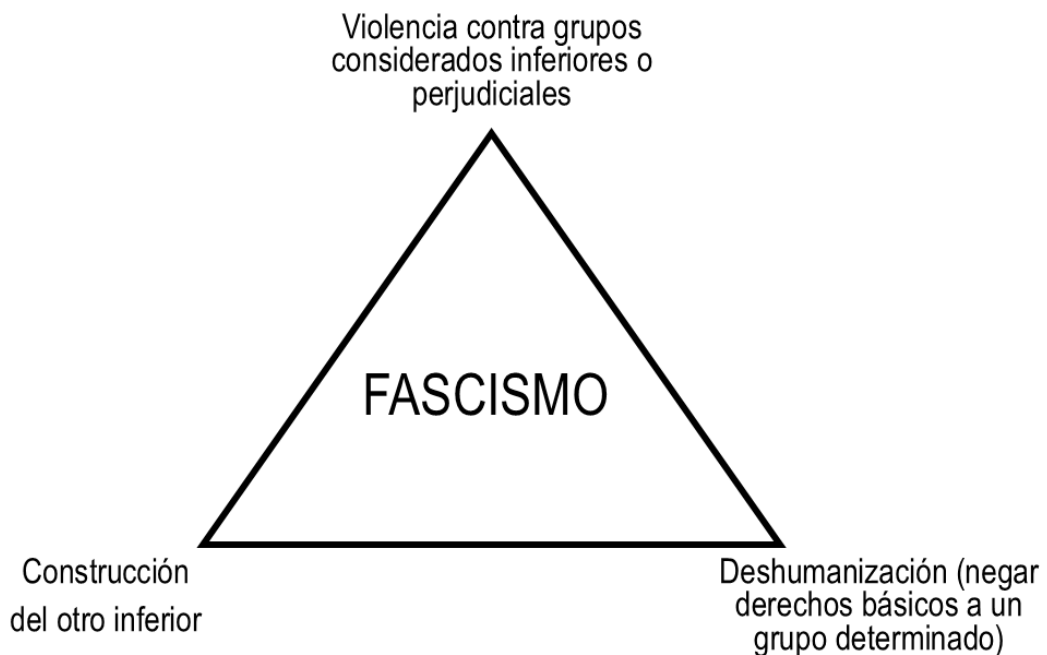 Violencia contra grupos
considerados inferiores o
perjudiciales
FASCISMO
Construcción
del otro inferior
Deshumanización (negar
derechos básicos a un
grupo determinado)